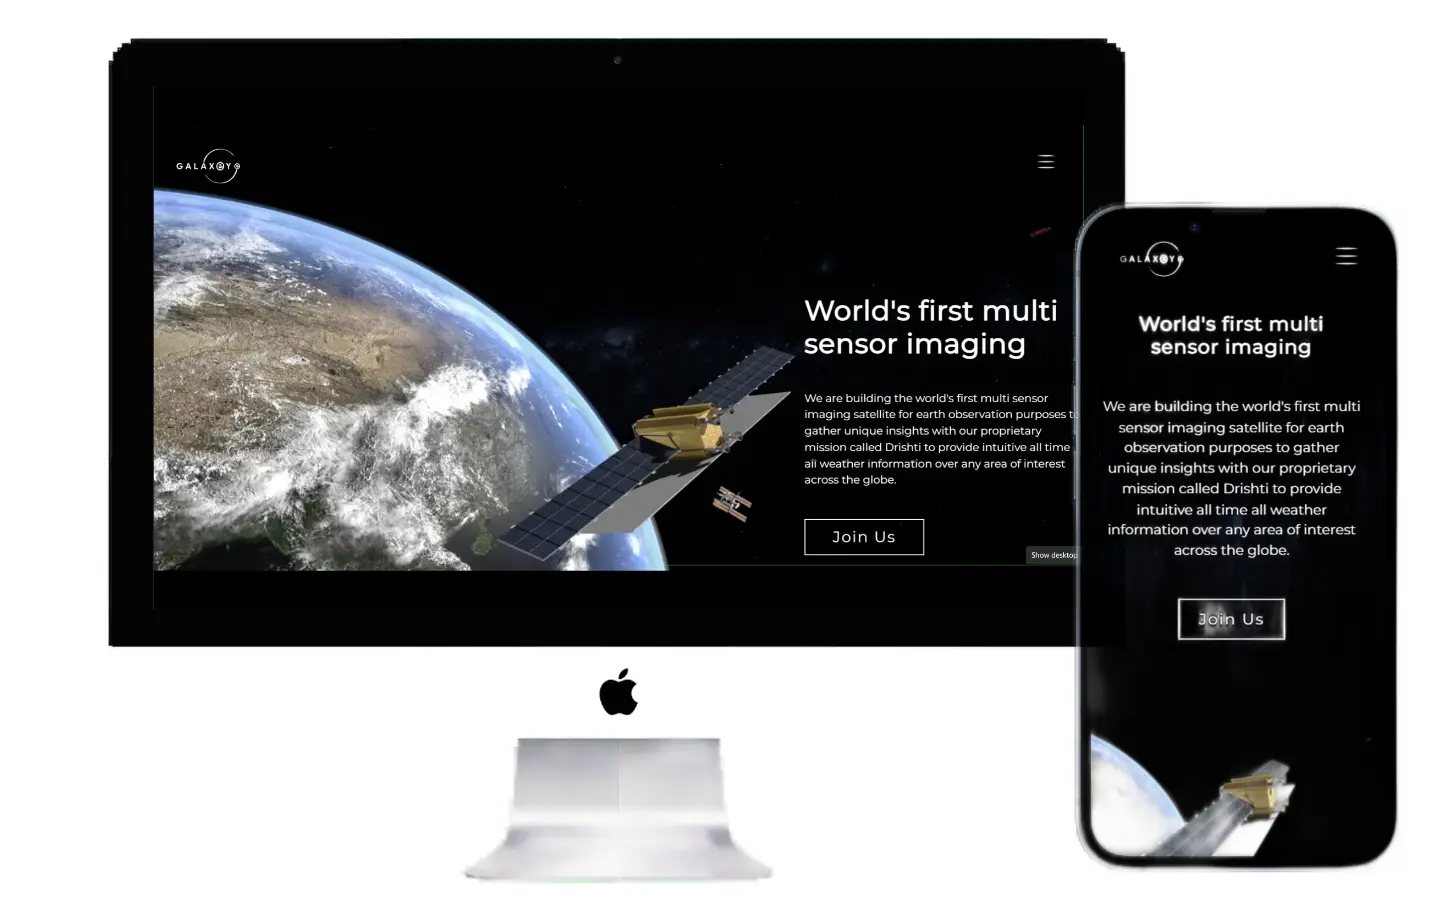 GALAXEYE
World's first multi
sensor imaging
We are building the world's first multi sensor
imaging satellite for earth observation purposes to
gather unique insights with our proprietary
mission called Drishti to provide intuitive all time
all weather information over any area of interest
across the globe.
Join Us
Show desktop
GALAXEYE
World's first multi
sensor imaging
We are building the world's first multi
sensor imaging satellite for earth
observation purposes to gather
unique insights with our proprietary
mission called Drishti to provide
intuitive all time all weather
information over any area of interest
across the globe.
Join Us